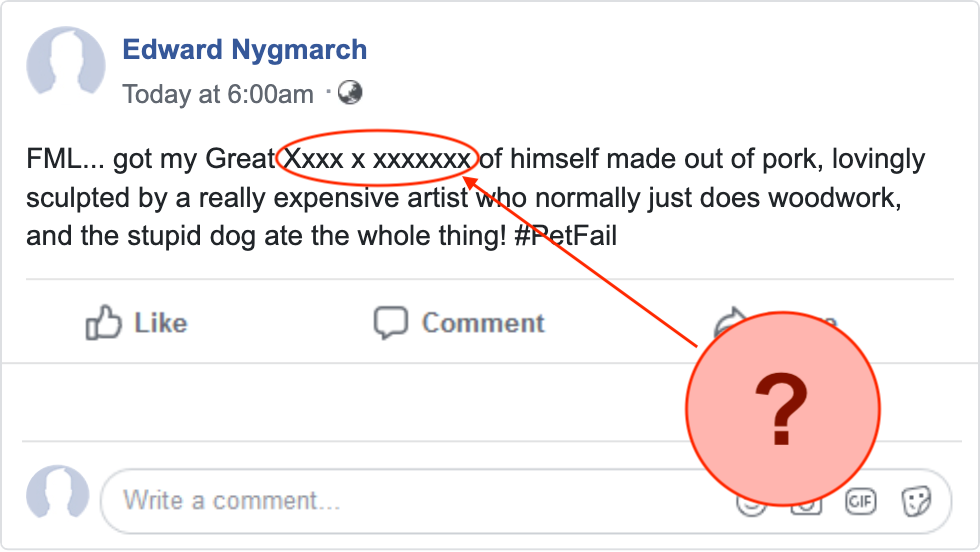 Edward Nygmarch
Today at 6:00am ·
FML... got my Great Xxxx x xxxxxxx of himself made out of pork, lovingly
sculpted by a really expensive artist who normally just does woodwork,
and the stupid dog ate the whole thing! #PetFail
Like Comment
?
Write a comment... GIF